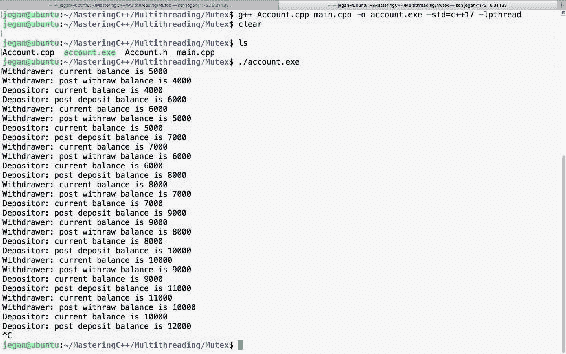 jegan@ubuntu:~/MasteringC++/Multithreading/Mutex$ g++ Account.cpp main.cpp -o account.exe -std=c++17 -lpthread
jegan@ubuntu:~/MasteringC++/Multithreading/Mutex$ clear
jegan@ubuntu:~/MasteringC++/Multithreading/Mutex$ ls
Account.cpp account.exe Account.h main.cpp
jegan@ubuntu:~/MasteringC++/Multithreading/Mutex$ ./account.exe
Withdrawer: current balance is 5000
Withdrawer: post withdraw balance is 4000
Depositor: current balance is 4000
Depositor: post deposit balance is 6000
Withdrawer: current balance is 6000
Withdrawer: post withdraw balance is 5000
Depositor: current balance is 5000
Depositor: post deposit balance is 7000
Withdrawer: current balance is 7000
Withdrawer: post withdraw balance is 6000
Depositor: current balance is 6000
Depositor: post deposit balance is 8000
Withdrawer: current balance is 8000
Withdrawer: post withdraw balance is 7000
Depositor: current balance is 7000
Depositor: post deposit balance is 9000
Withdrawer: current balance is 9000
Withdrawer: post withdraw balance is 8000
Depositor: current balance is 8000
Depositor: post deposit balance is 10000
Withdrawer: current balance is 10000
Withdrawer: post withdraw balance is 9000
Depositor: current balance is 9000
Depositor: post deposit balance is 11000
Withdrawer: current balance is 11000
Withdrawer: post withdraw balance is 10000
Depositor: current balance is 10000
Depositor: post deposit balance is 12000
^C
jegan@ubuntu:~/MasteringC++/Multithreading/Mutex$